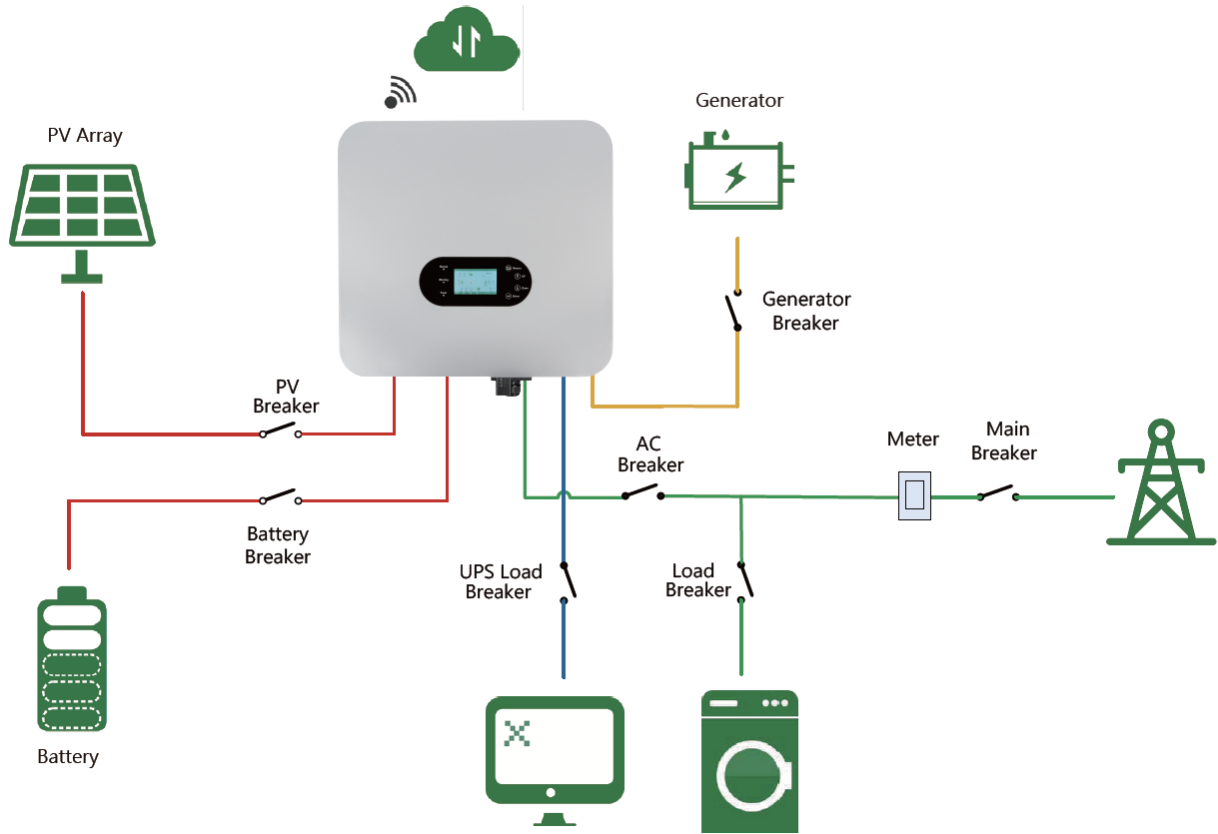 Generator
PV Array
Generator
Breaker
PV
Breaker
AC
Breaker
Meter
Main
Breaker
Battery
Breaker
UPS Load
Breaker
Load
Breaker
Battery